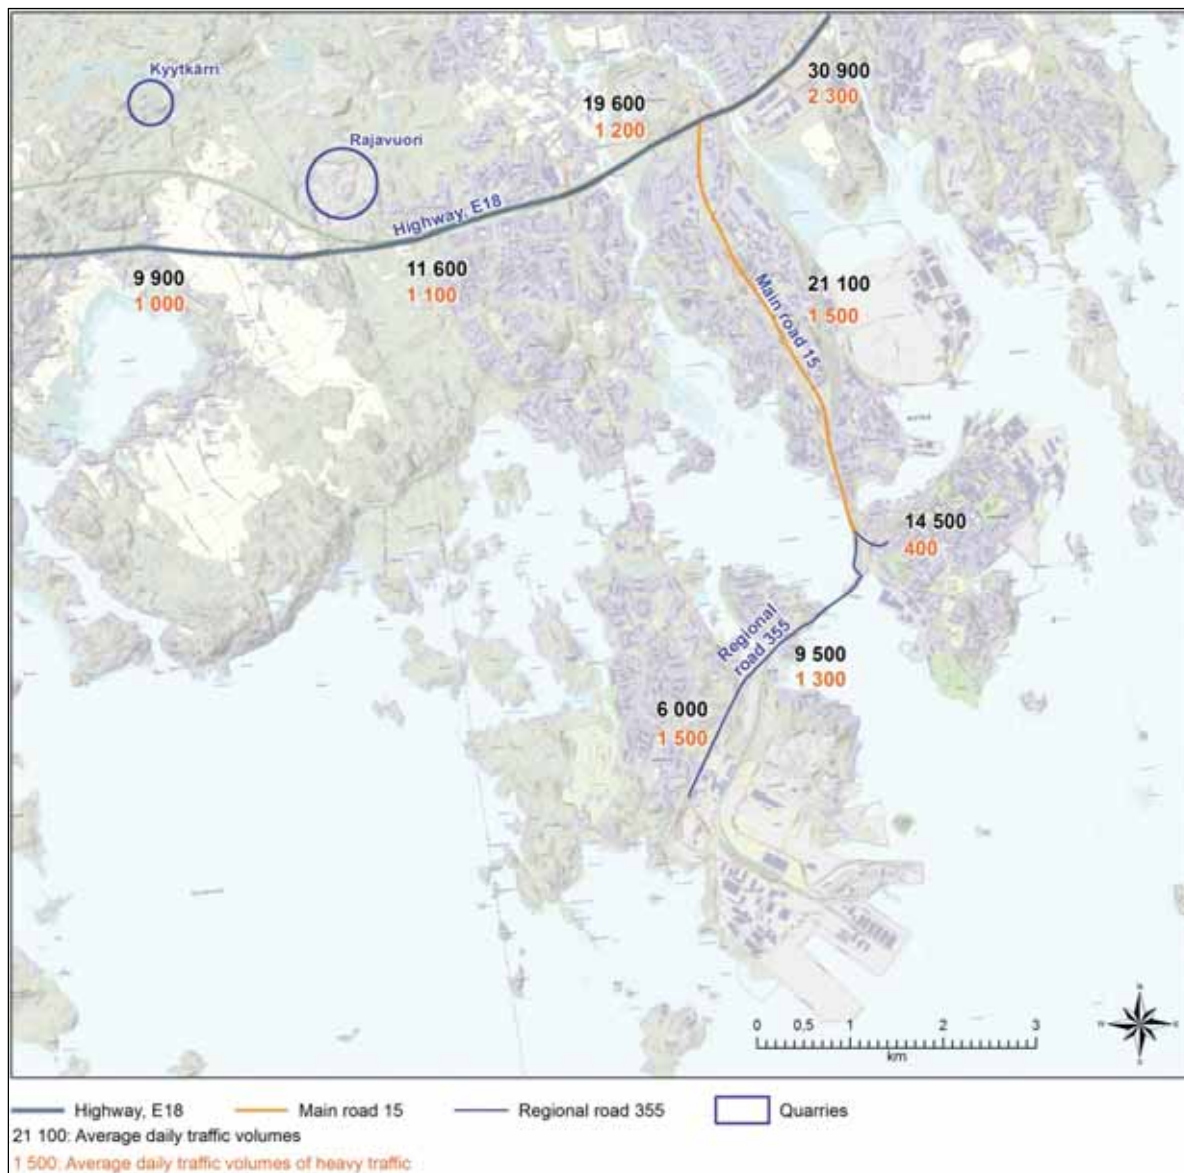 Kyytkärri
Rajavuori
30 900
2 300
19 600
1 200
Highway, E18
9 900
1 000
11 600
1 100
21 100
1 500
Main road 15
14 500
400
Regional
road 355
9 500
1 300
6 000
1 500
N
W
E
S
0 0,5 1 2 3
km
Highway, E18 Main road 15 Regional road 355 Quarries
21 100: Average daily traffic volumes
1 500: Average daily traffic volumes of heavy traffic